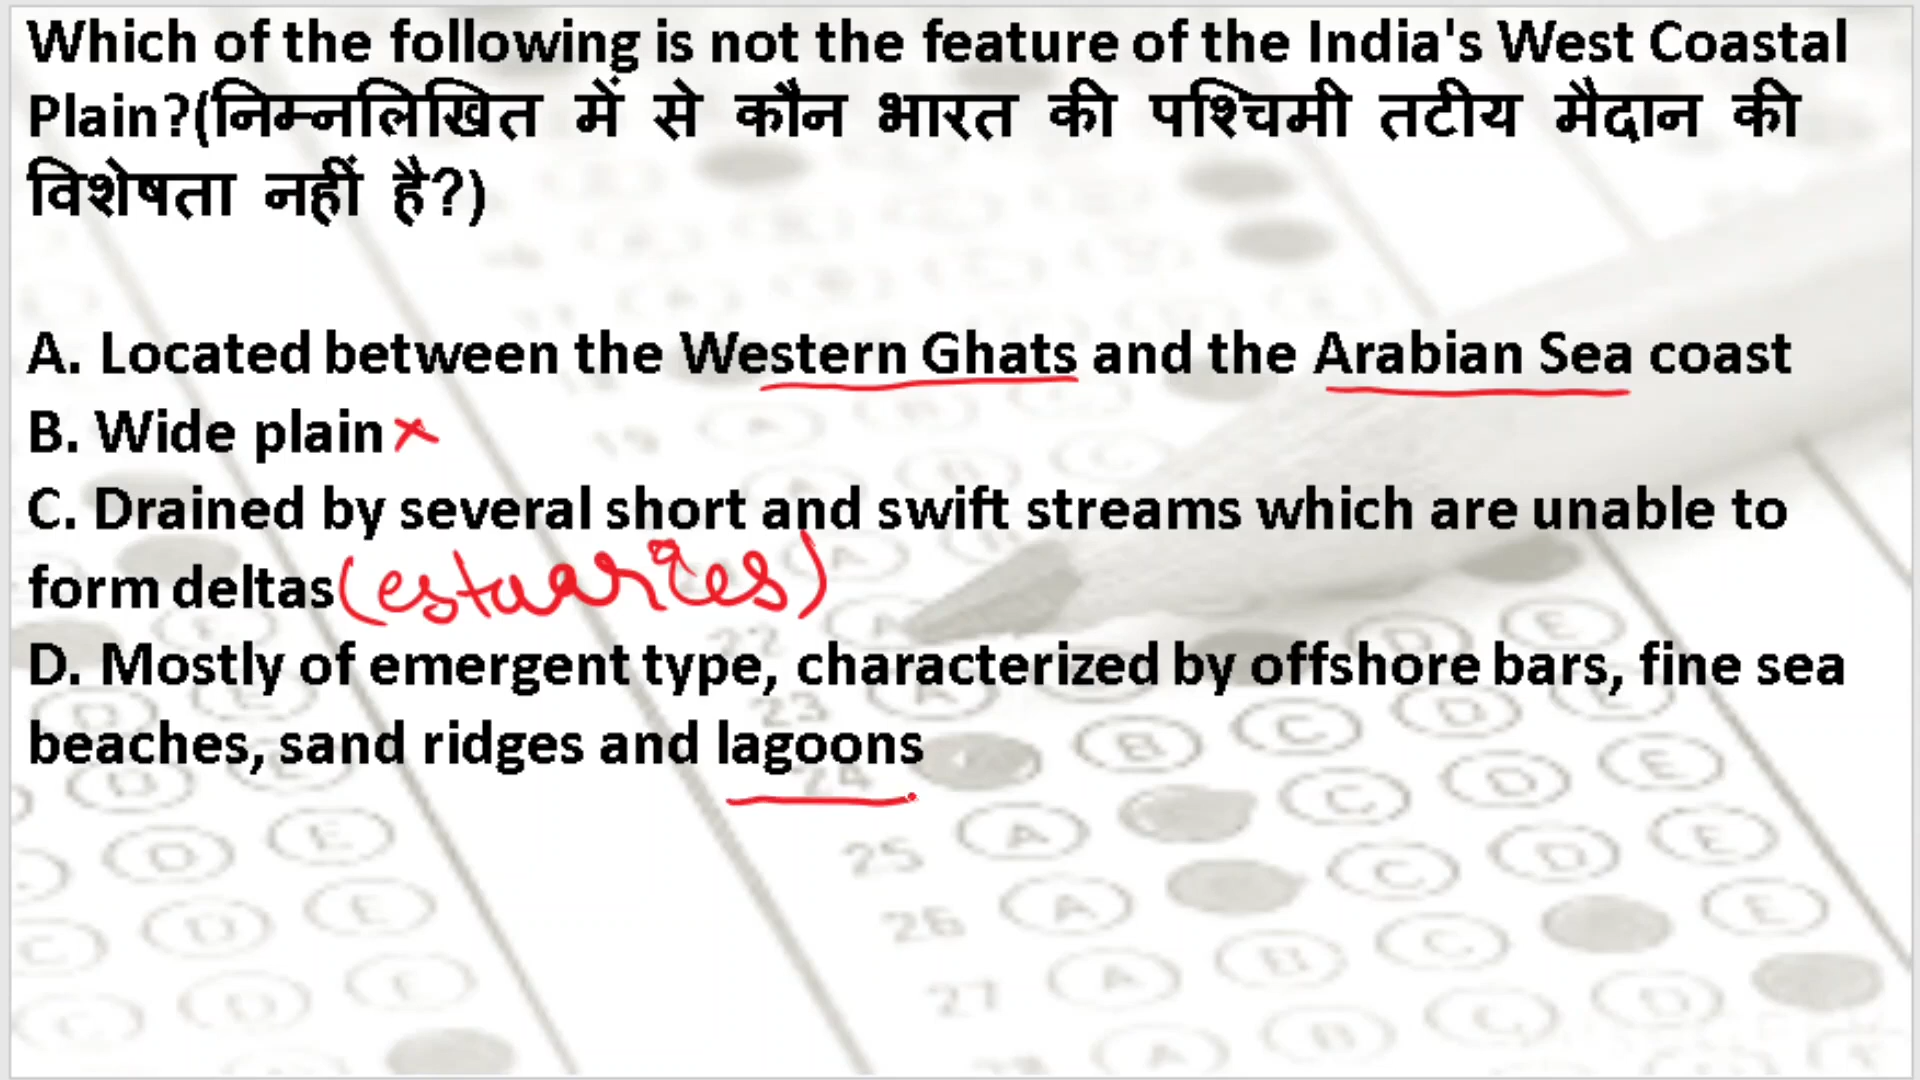 Which of the following is not the feature of the India's West Coastal
Plain?(निम्नलिखित में से कौन भारत की पश्चिमी तटीय मैदान की
विशेषता नहीं है?)
A. Located between the Western Ghats and the Arabian Sea coast
B. Wide plain ×
C. Drained by several short and swift streams which are unable to
form deltas (estuaries)
D. Mostly of emergent type, characterized by offshore bars, fine sea
beaches, sand ridges and lagoons